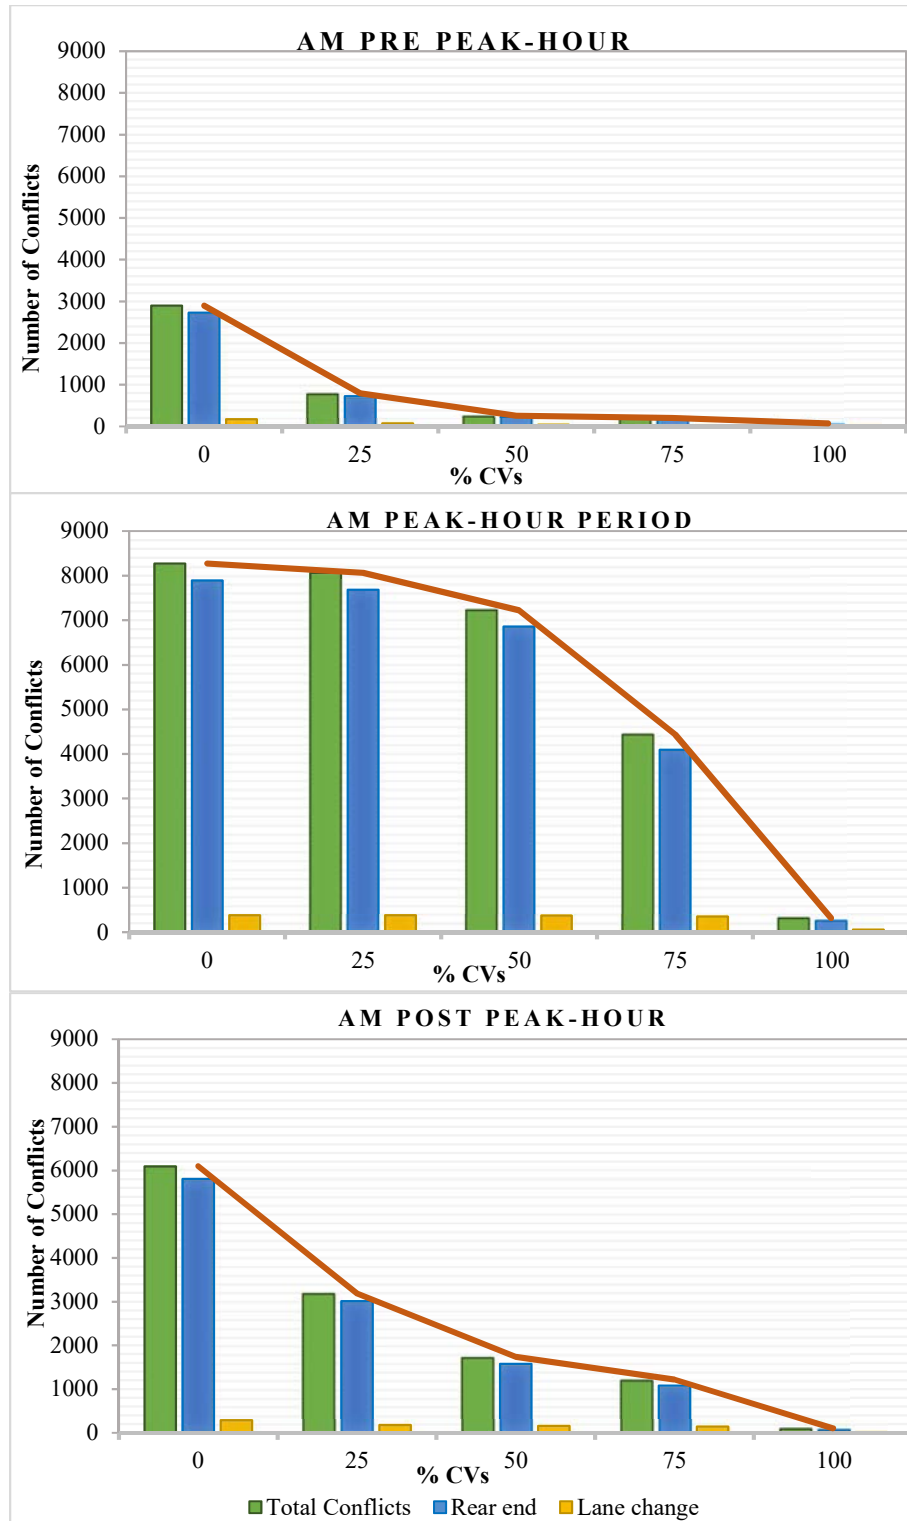 AM PRE PEAK-HOUR
Number of Conflicts
9000
8000
7000
6000
5000
4000
3000
2000
1000
0
0 25 50 75 100
% CVs
AM PEAK-HOUR PERIOD
Number of Conflicts
9000
8000
7000
6000
5000
4000
3000
2000
1000
0
0 25 50 75 100
% CVs
AM POST PEAK-HOUR
Number of Conflicts
9000
8000
7000
6000
5000
4000
3000
2000
1000
0
0 25 50 75 100
% CVs
Total Conflicts Rear end Lane change